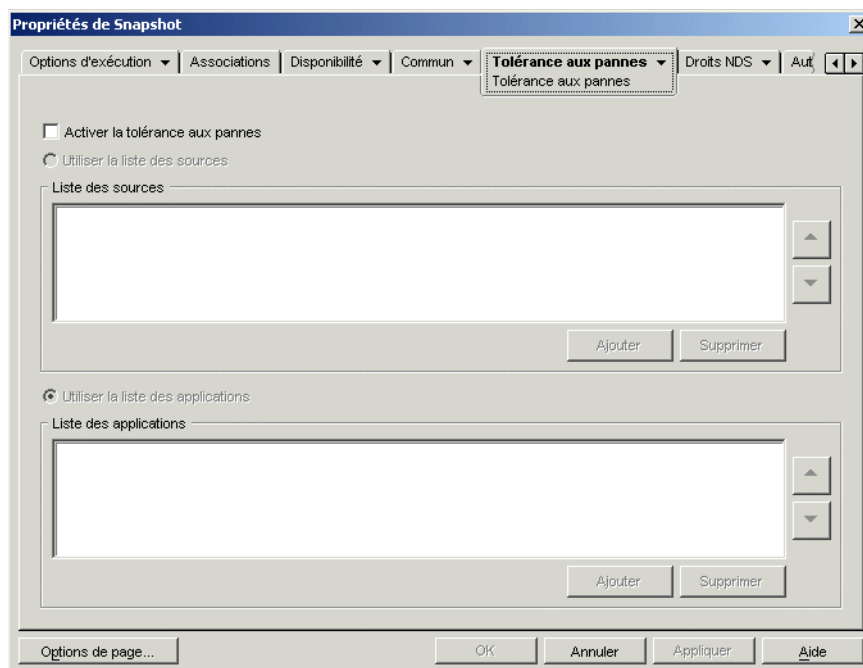 Propriétés de Snapshot
Options d'exécution
Associations
Disponibilité
Commun
Tolérance aux pannes
Droits NDS
Aut
Tolérance aux pannes
Activer la tolérance aux pannes
Utiliser la liste des sources
Liste des sources
Ajouter
Supprimer
Utiliser la liste des applications
Liste des applications
Ajouter
Supprimer
Options de page...
OK
Annuler
Appliquer
Aide